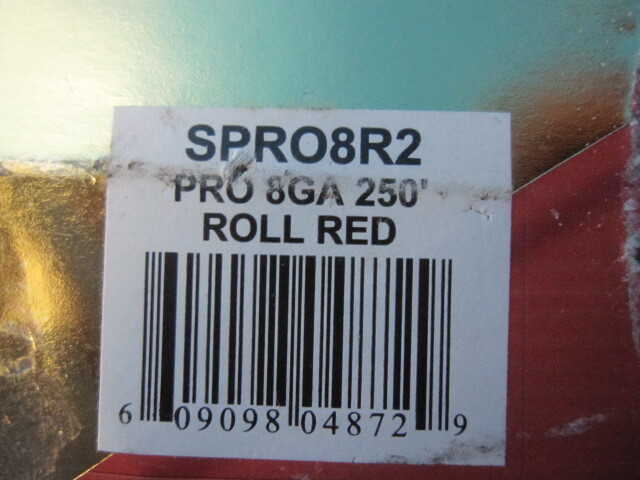 SPRO8R2
PRO 8GA 250'
ROLL RED
6 09098 04872 9